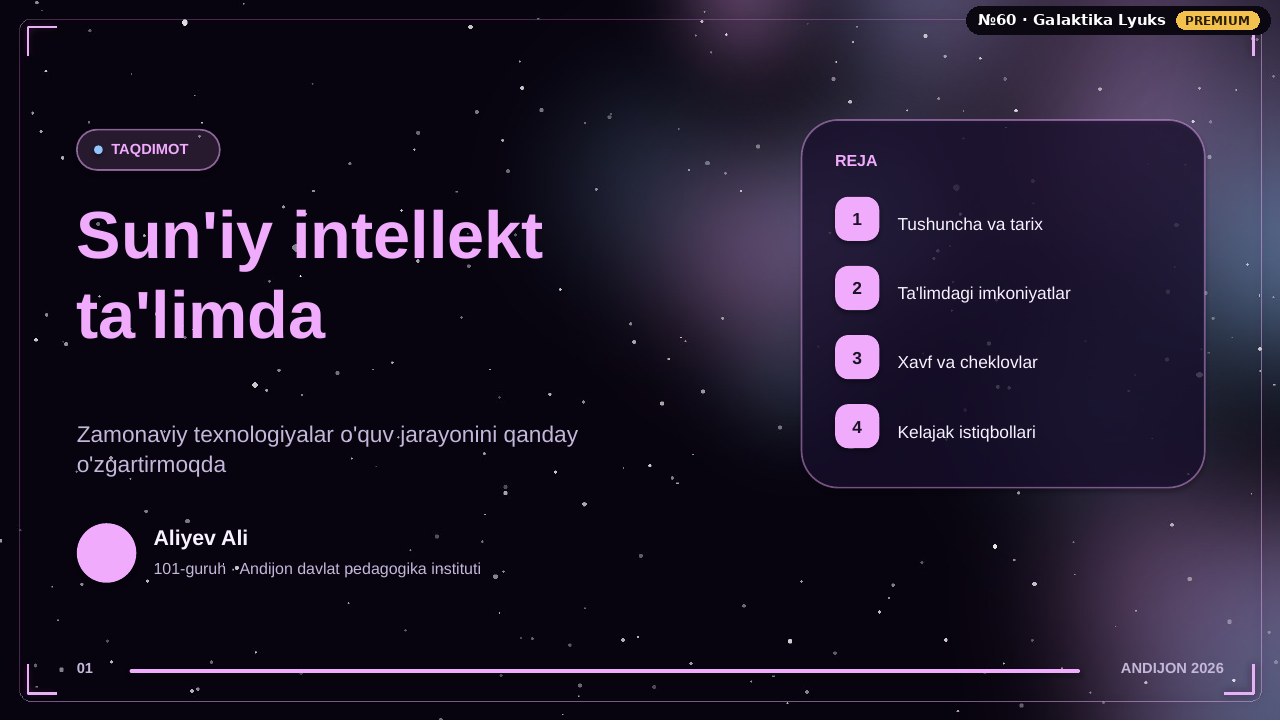 №60 · Galaktika Lyuks PREMIUM
TAQDIMOT
Sun'iy intellekt
ta'limda
Zamonaviy texnologiyalar o'quv jarayonini qanday
o'zgartirmoqda
Aliyev Ali
101-guruh · Andijon davlat pedagogika instituti
REJA
1 Tushuncha va tarix
2 Ta'limdagi imkoniyatlar
3 Xavf va cheklovlar
4 Kelajak istiqbollari
01
ANDIJON 2026